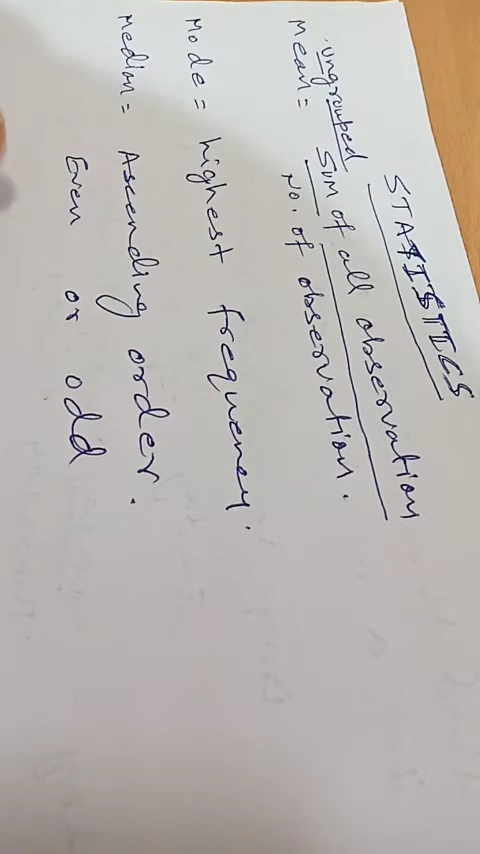 STATISTICS
ungrouped
Mean = Sum of all observation
No. of observation.
Mode = highest frequency.
Median = Ascending order.
Even or odd